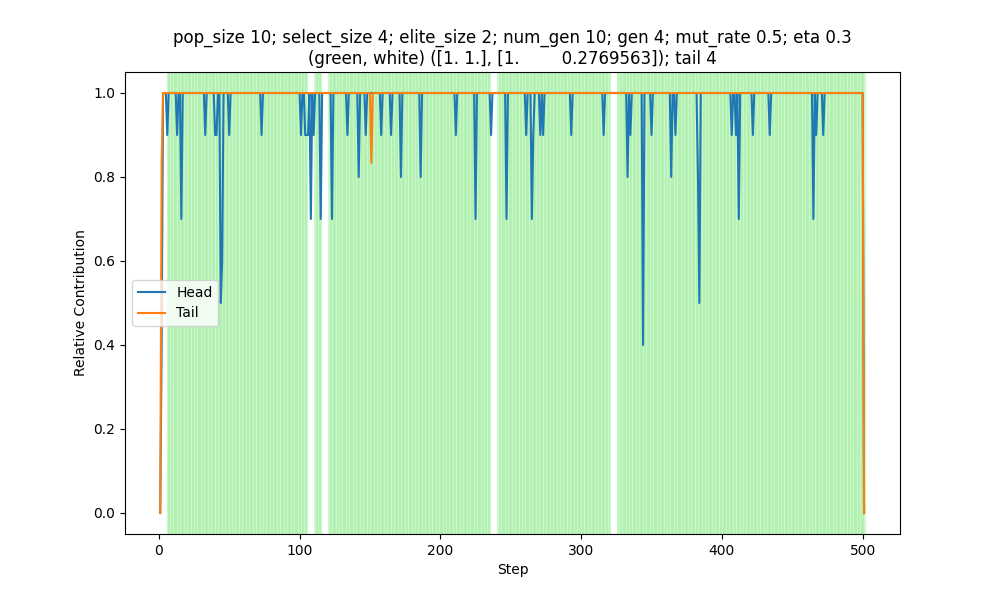 pop_size 10; select_size 4; elite_size 2; num_gen 10; gen 4; mut_rate 0.5; eta 0.3
(green, white) ([1. 1.], [1.        0.2769563]); tail 4
1.0
0.8
0.6
0.4
0.2
0.0
Relative Contribution
Head
Tail
0
100
200
300
400
500
Step